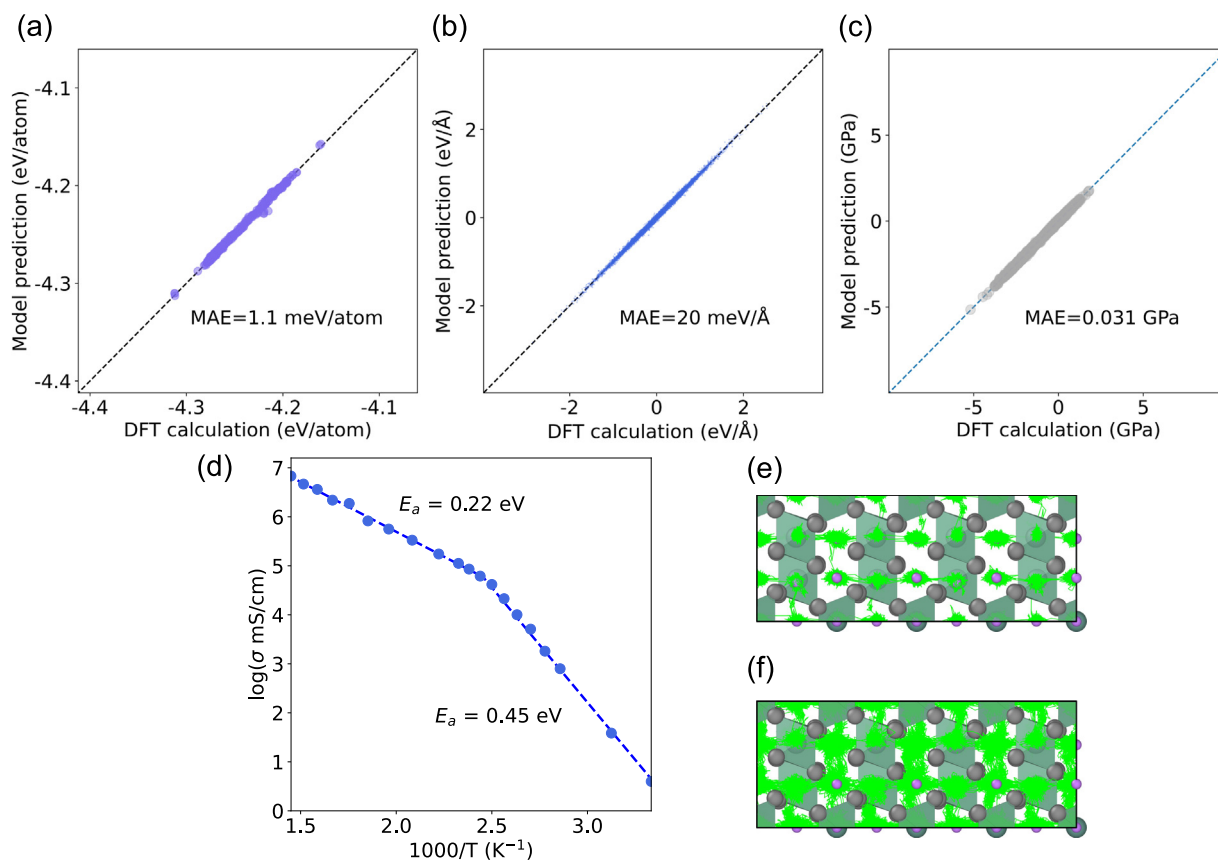 (a)
-4.1
-4.2
-4.3
-4.4
Model prediction (eV/atom)
MAE=1.1 meV/atom
-4.4 -4.3 -4.2 -4.1
DFT calculation (eV/atom)
(b)
2
0
-2
Model prediction (eV/Å)
MAE=20 meV/Å
-2 0 2
DFT calculation (eV/Å)
(c)
5
0
-5
Model prediction (GPa)
MAE=0.031 GPa
-5 0 5
DFT calculation (GPa)
(d)
7
6
5
4
3
2
1
0
log(σ mS/cm)
Eₐ = 0.22 eV
Eₐ = 0.45 eV
1.5 2.0 2.5 3.0
1000/T (K⁻¹)
(e)
(f)